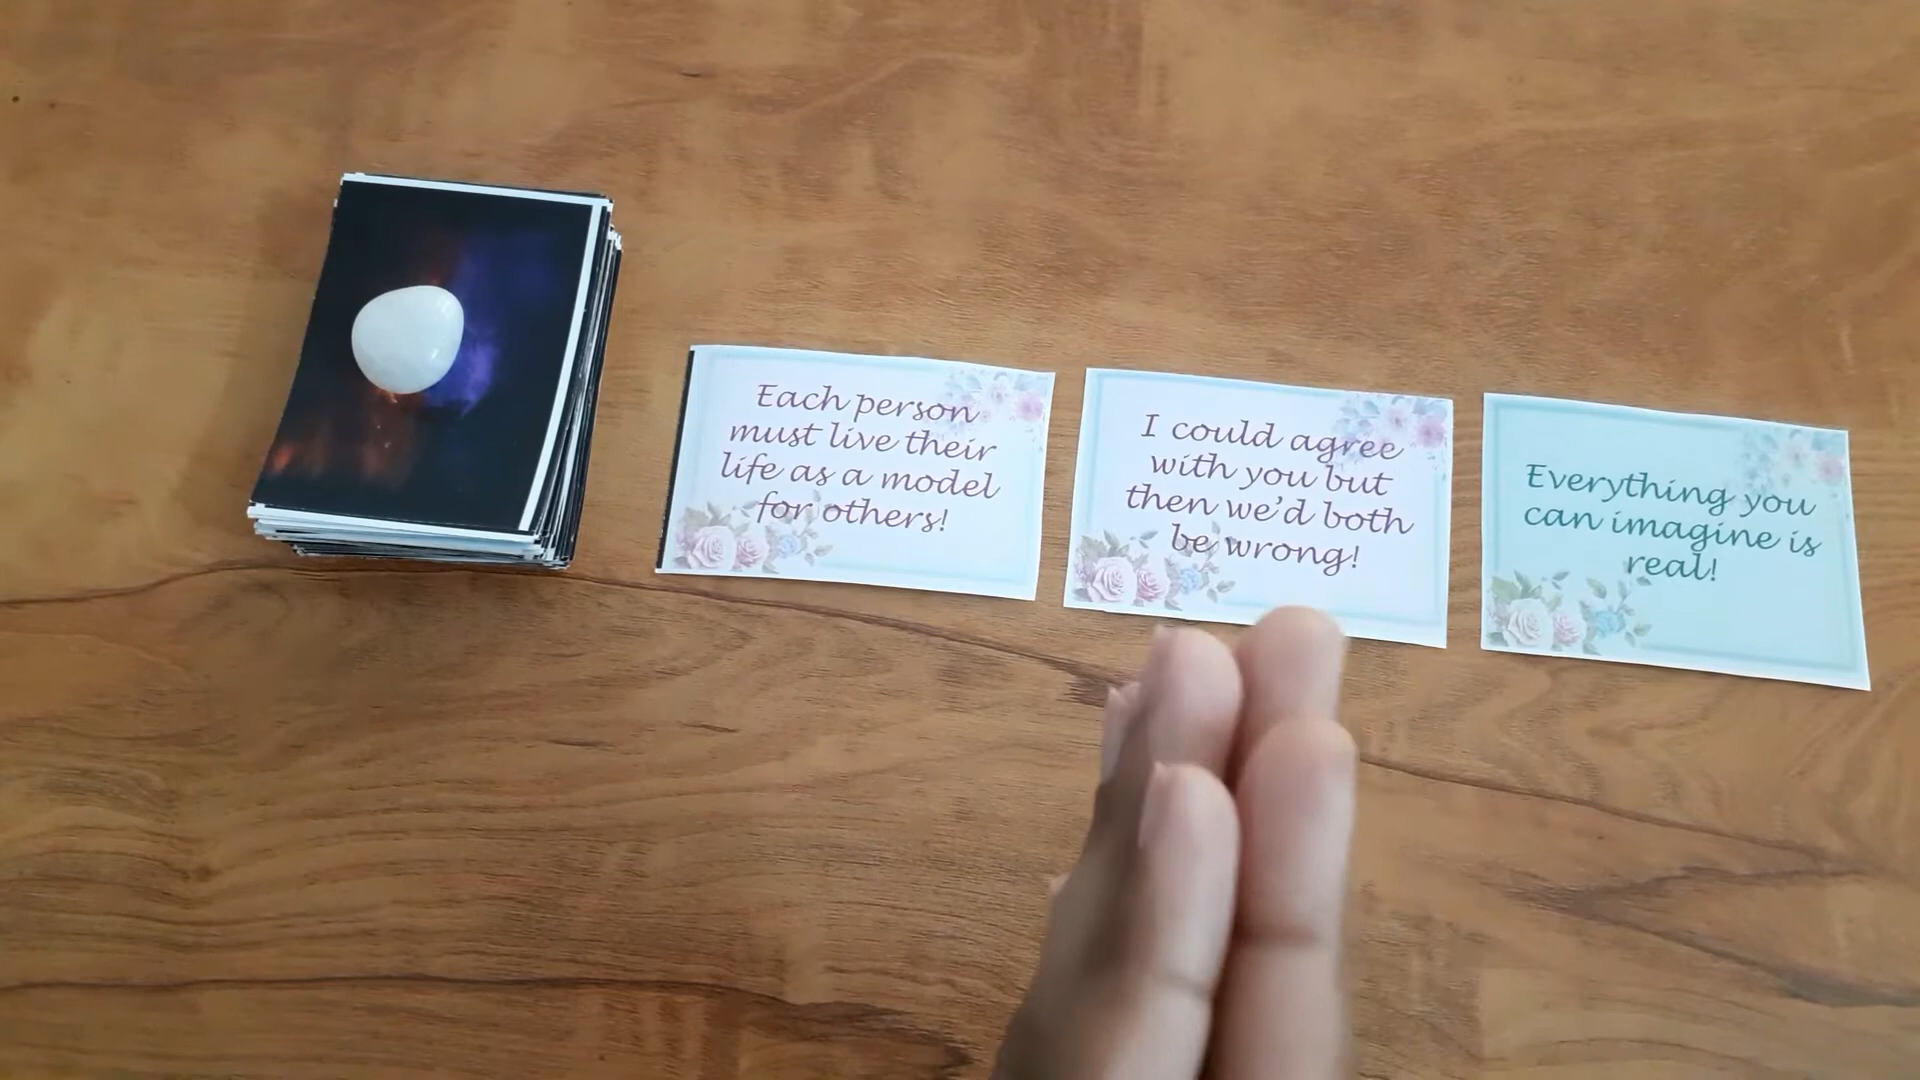 Each person
must live their
life as a model
for others!
I could agree
with you but
then we'd both
be wrong!
Everything you
can imagine is
real!